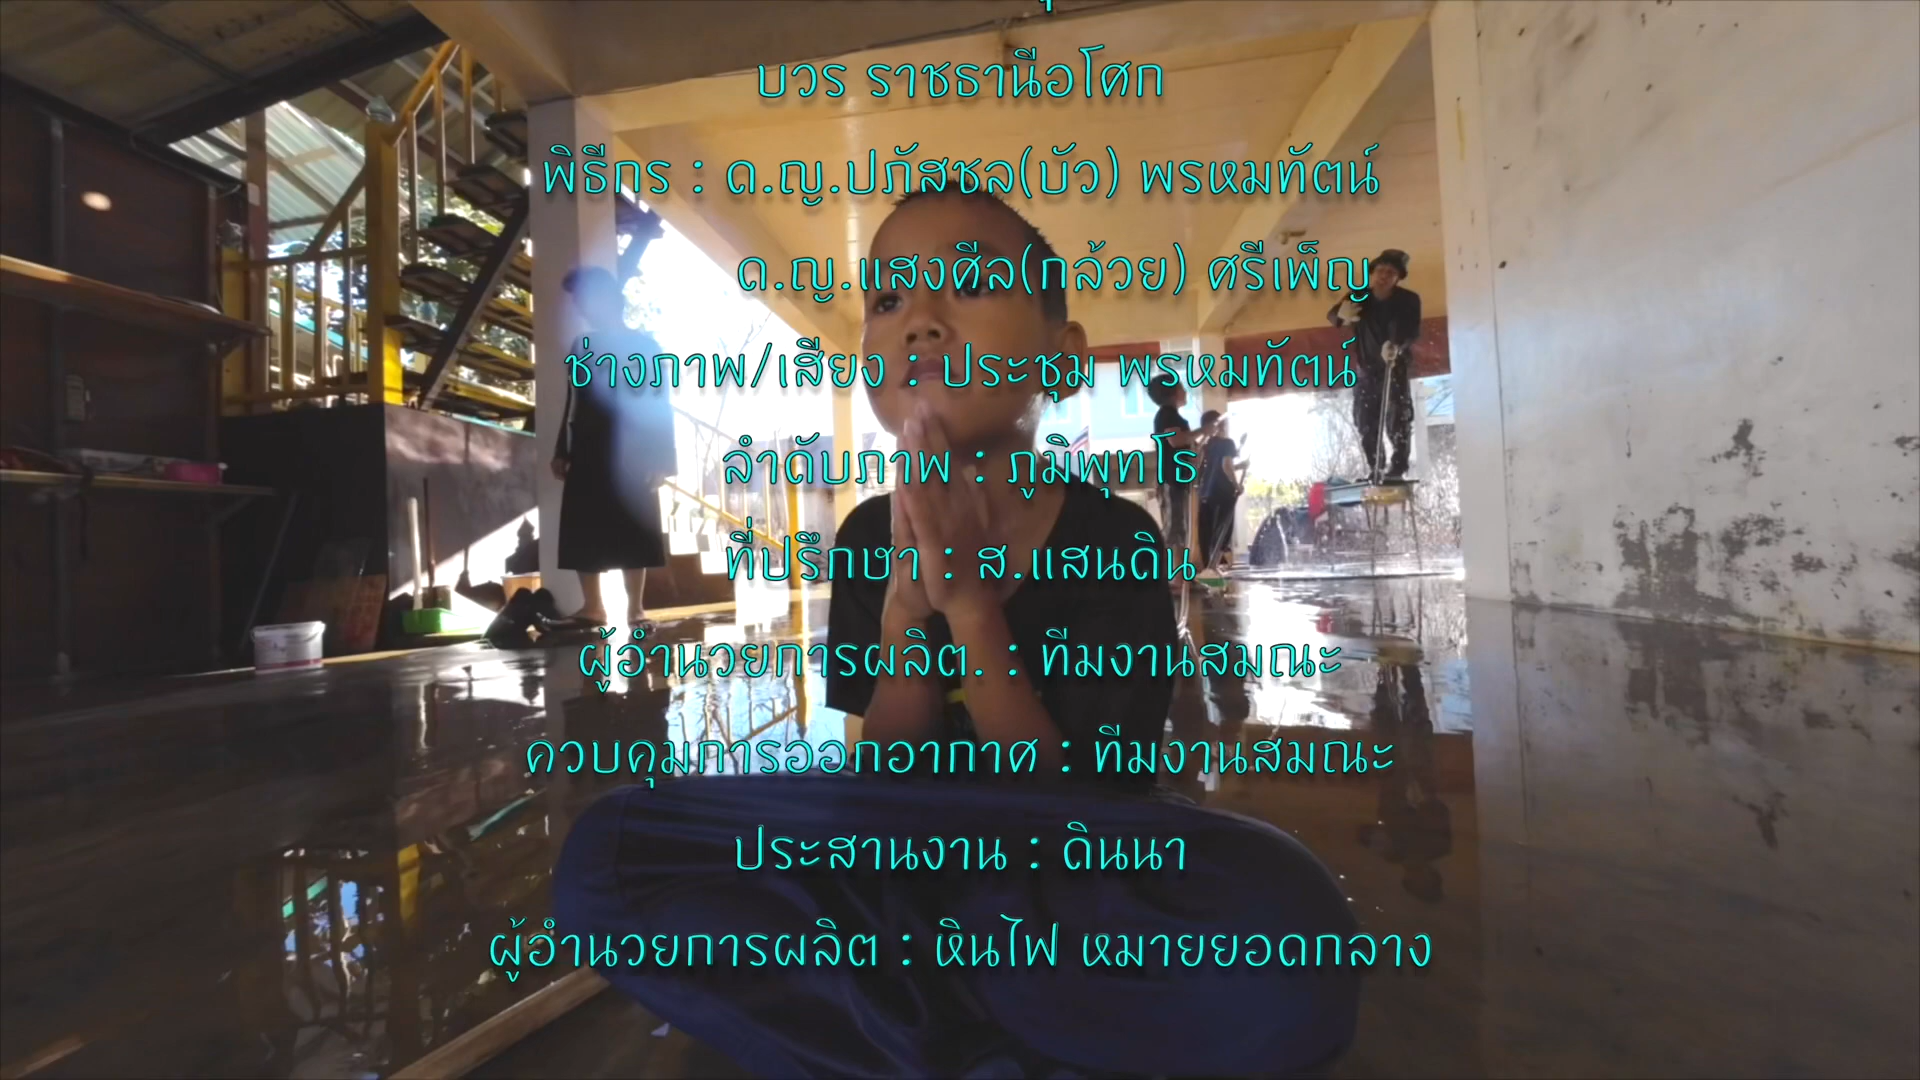 บวร ราชธานีอโศก
พิธีกร : ด.ญ.ปภัสชล(บัว) พรหมทัตน์
ด.ญ.แสงศีล(กล้วย) ศรีเพ็ญ
ช่างภาพ/เสียง : ประชุม พรหมทัตน์
ลำดับภาพ : ภูมิพุทโธ
ที่ปรึกษา : ส.แสนดิน
ผู้อำนวยการผลิต. : ทีมงานสมณะ
ควบคุมการออกอากาศ : ทีมงานสมณะ
ประสานงาน : ดินนา
ผู้อำนวยการผลิต : หินไฟ หมายยอดกลาง